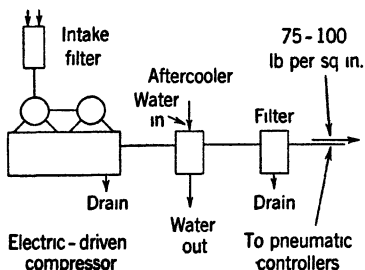 Intake
filter
75-100
lb per sq in.
Aftercooler
Water
in
Filter
Drain
Water
out
Drain
Electric-driven
compressor
To pneumatic
controllers